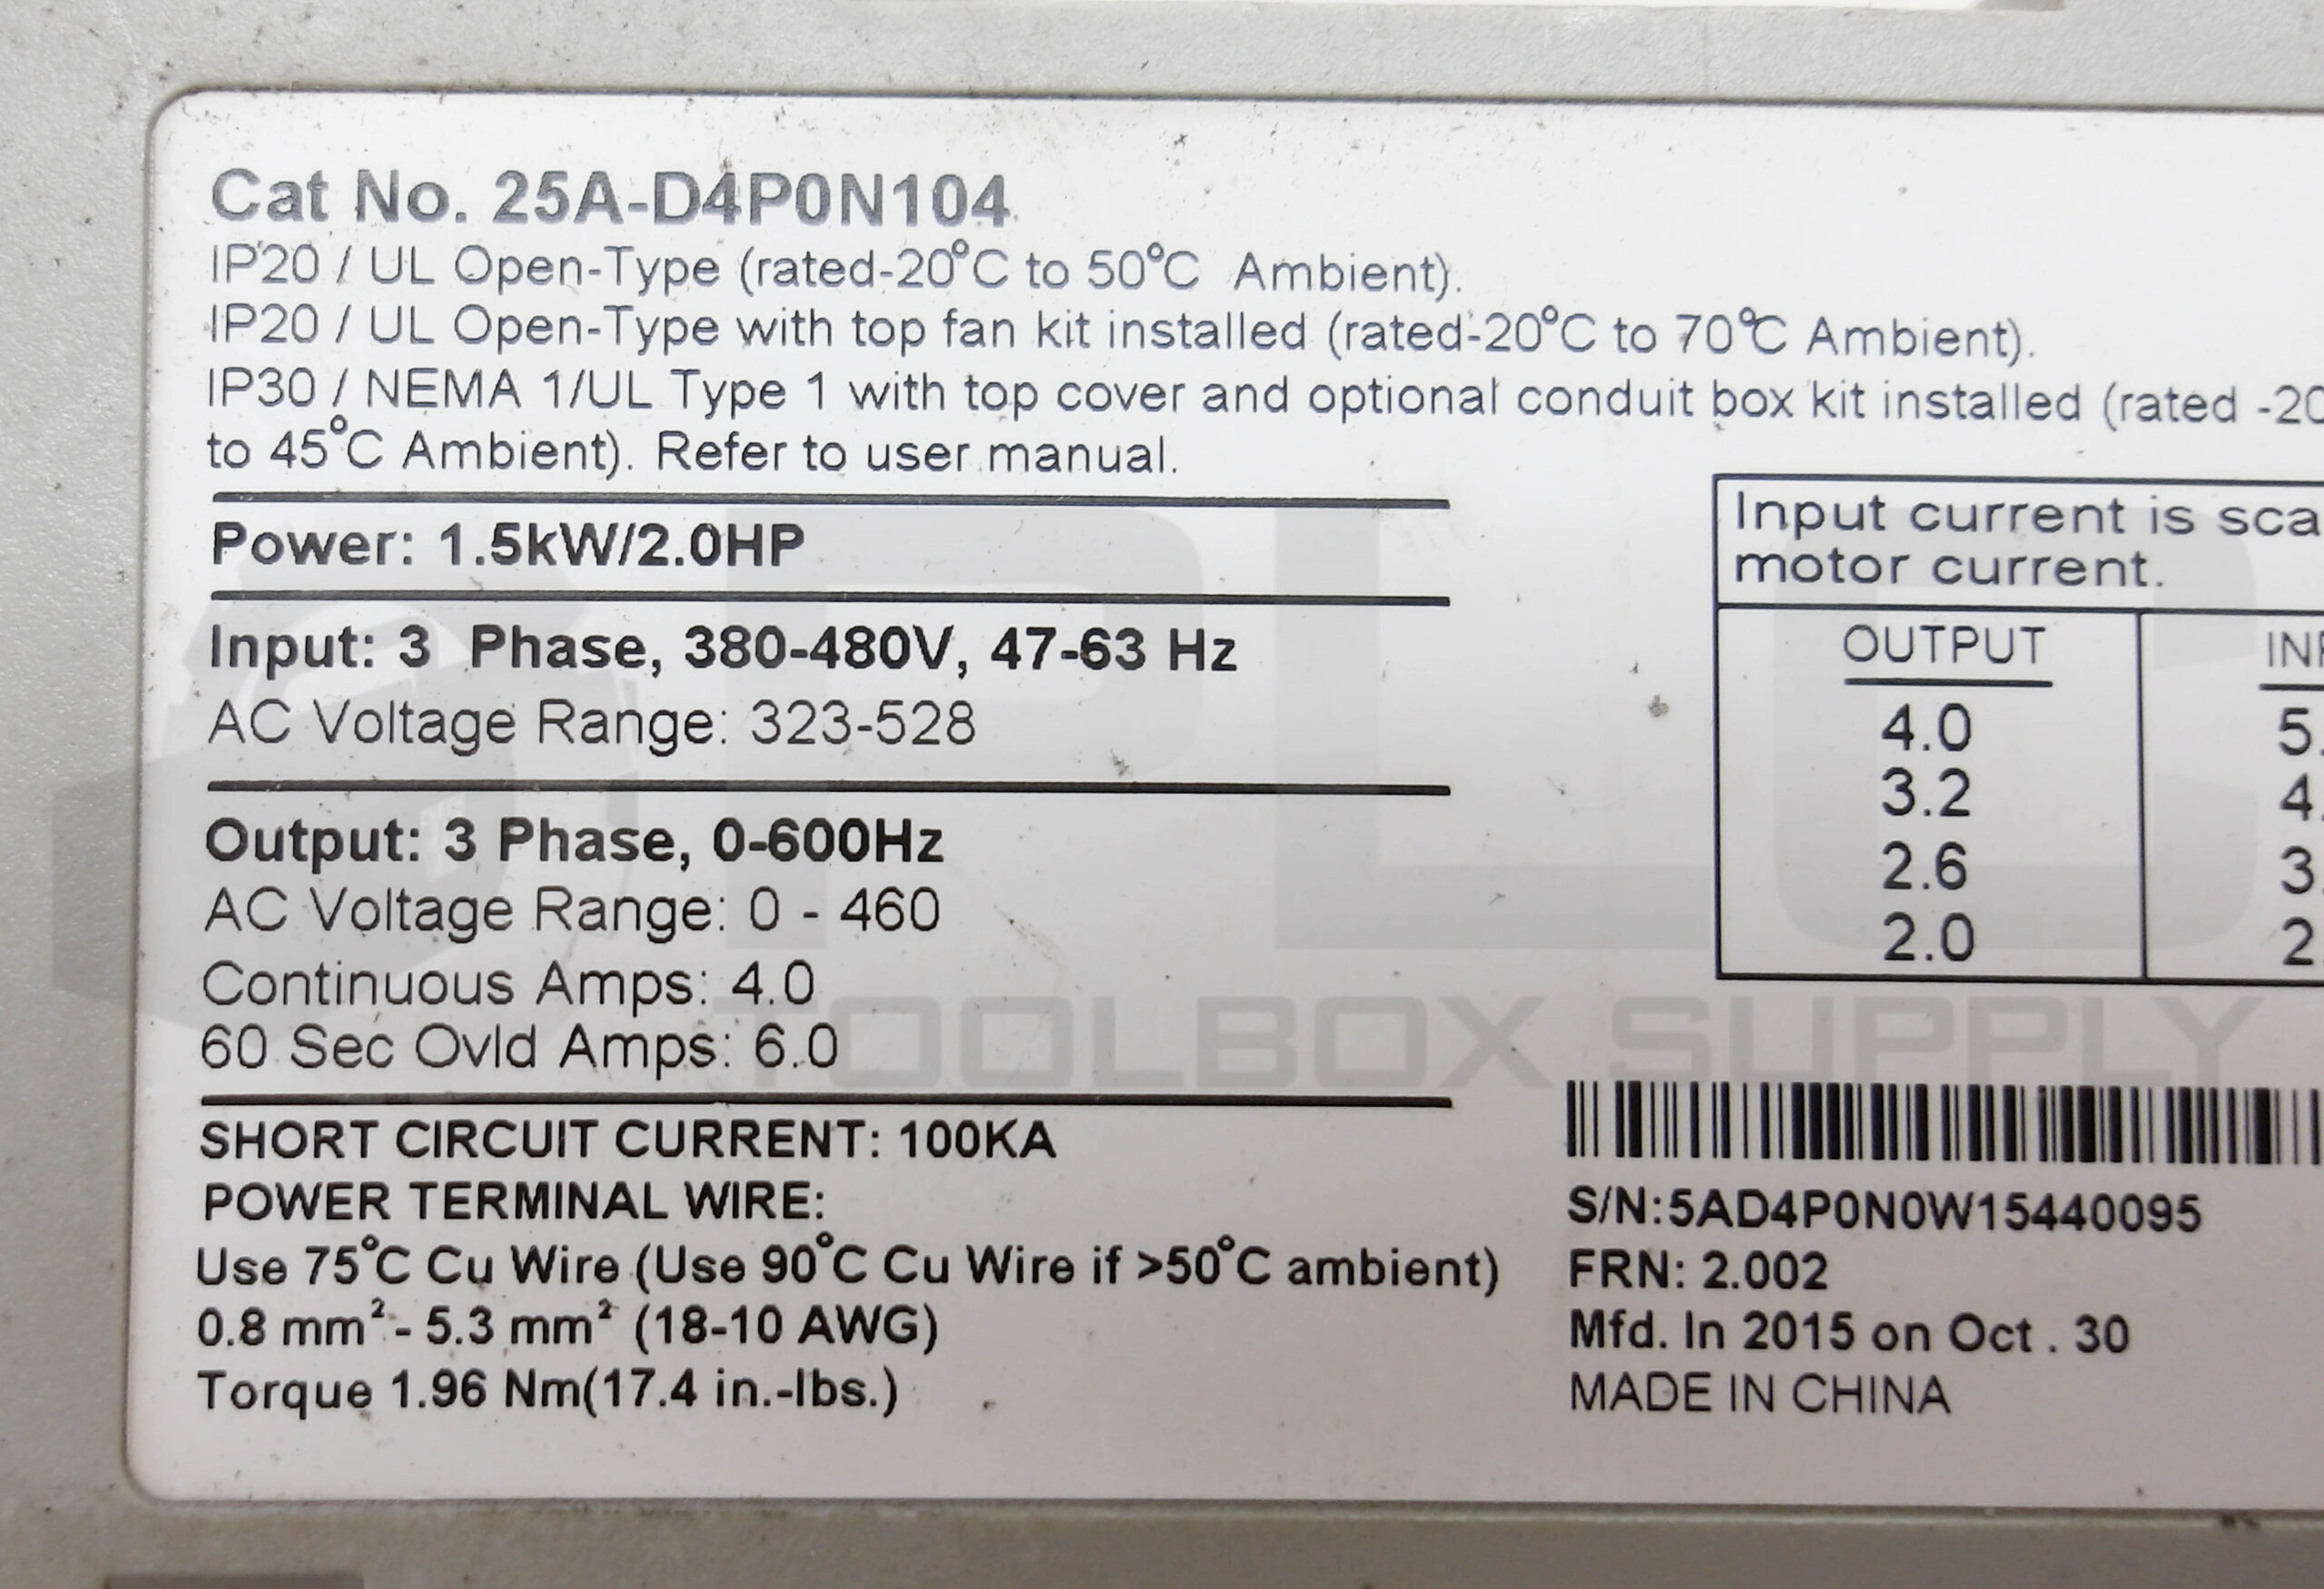 Cat No. 25A-D4P0N104
IP20 / UL Open-Type (rated-20°C to 50°C Ambient).
IP20 / UL Open-Type with top fan kit installed (rated-20°C to 70°C Ambient).
IP30 / NEMA 1/UL Type 1 with top cover and optional conduit box kit installed (rated -20
to 45°C Ambient). Refer to user manual.
Power: 1.5kW/2.0HP
Input: 3 Phase, 380-480V, 47-63 Hz
AC Voltage Range: 323-528
Output: 3 Phase, 0-600Hz
AC Voltage Range: 0 - 460
Continuous Amps: 4.0
60 Sec Ovld Amps: 6.0
SHORT CIRCUIT CURRENT: 100KA
POWER TERMINAL WIRE:
Use 75°C Cu Wire (Use 90°C Cu Wire if >50°C ambient)
0.8 mm² - 5.3 mm² (18-10 AWG)
Torque 1.96 Nm(17.4 in.-lbs.)
Input current is
motor current.
OUTPUT
4.0
3.2
2.6
2.0
S/N:5AD4P0N0W15440095
FRN: 2.002
Mfd. In 2015 on Oct . 30
MADE IN CHINA
PLC
TOOLBOX SUPPLY